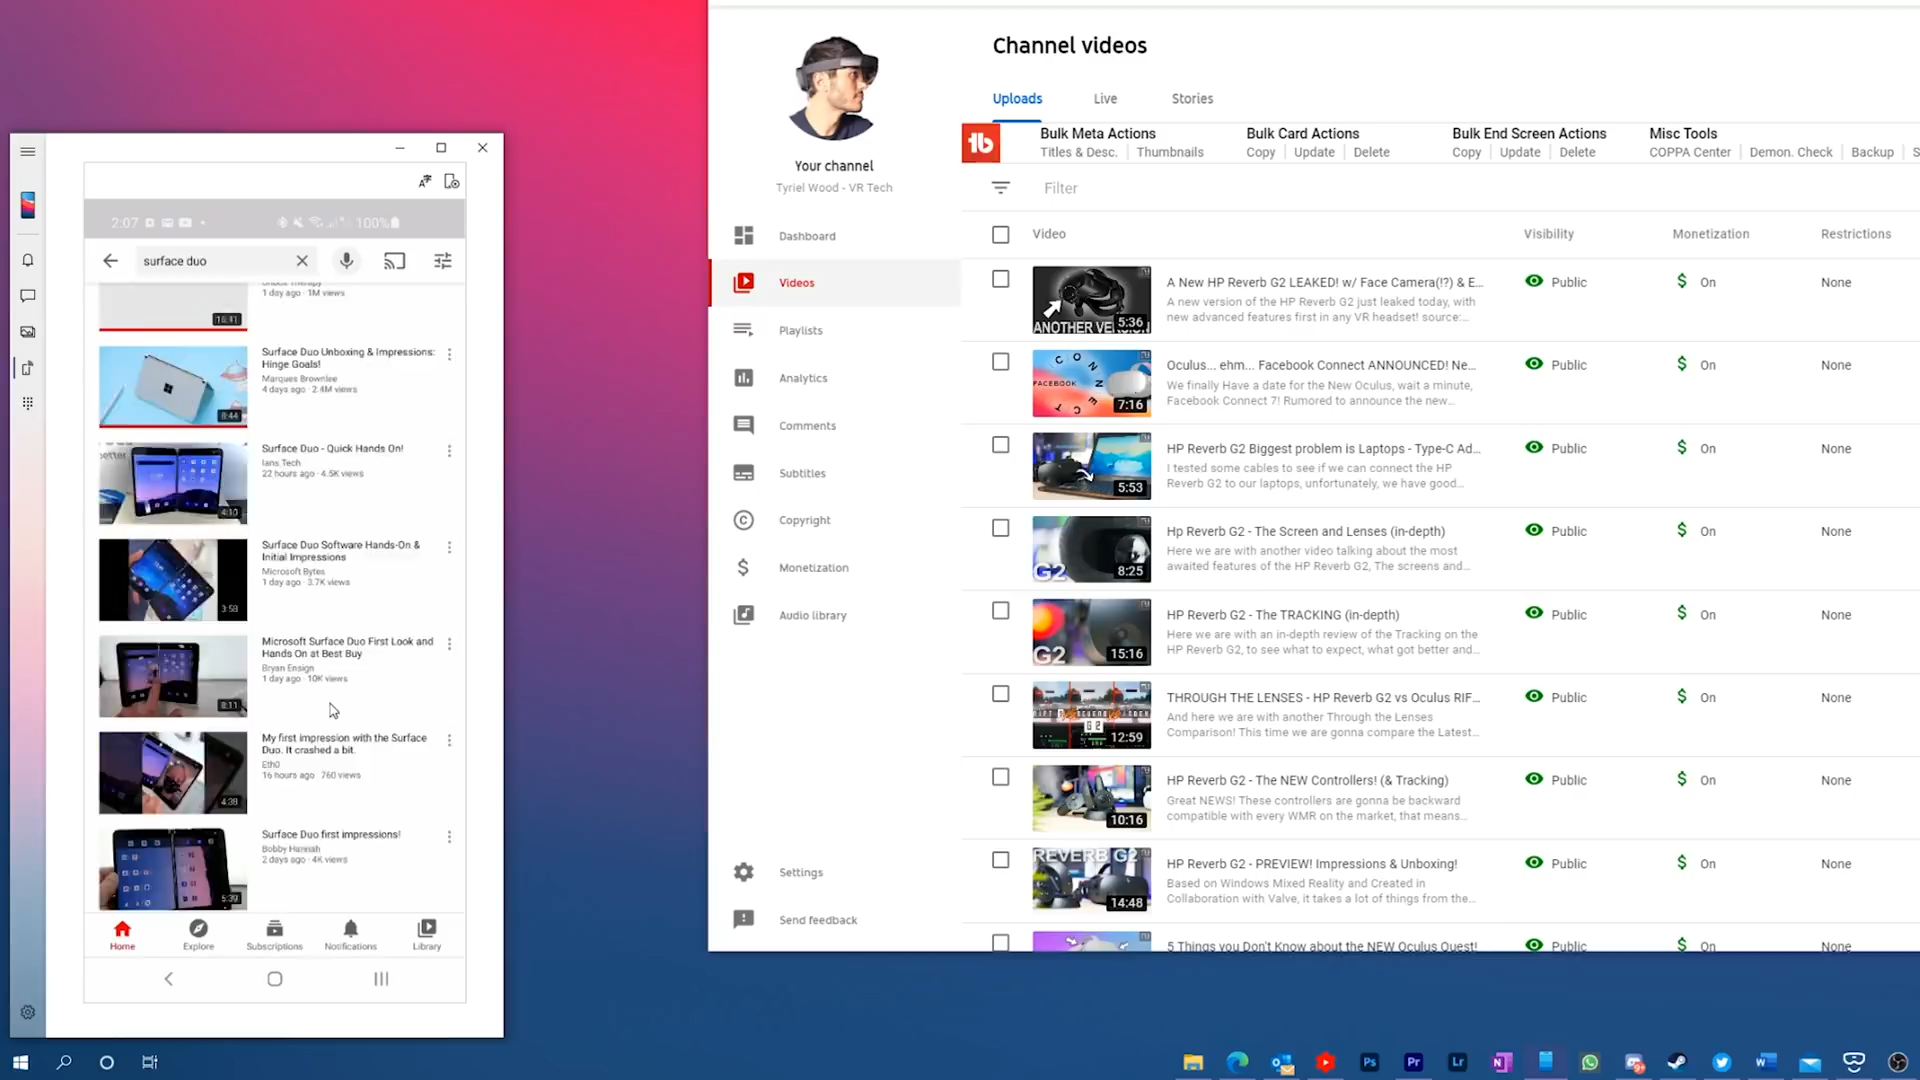 2:07
100%
surface duo
1 day ago · 1M views
18:41
Surface Duo Unboxing & Impressions:
Hinge Goals!
Marques Brownlee
4 days ago · 2.4M views
8:44
Surface Duo - Quick Hands On!
Ians Tech
22 hours ago · 4.5K views
4:10
Surface Duo Software Hands-On &
Initial Impressions
Microsoft Bytes
1 day ago · 3.7K views
3:58
Microsoft Surface Duo First Look and
Hands On at Best Buy
Bryan Ensign
1 day ago · 10K views
8:11
My first impression with the Surface
Duo. It crashed a bit.
Eth0
16 hours ago · 760 views
4:38
Surface Duo first impressions!
Bobby Hannah
2 days ago · 4K views
5:39
Home
Explore
Subscriptions
Notifications
Library
Your channel
Tyriel Wood - VR Tech
Dashboard
Videos
Playlists
Analytics
Comments
Subtitles
Copyright
Monetization
Audio library
Settings
Send feedback
Channel videos
Uploads Live Stories
Bulk Meta Actions Bulk Card Actions Bulk End Screen Actions Misc Tools
Titles & Desc. Thumbnails Copy Update Delete Copy Update Delete COPPA Center Demon. Check Backup S
Filter
Video Visibility Monetization Restrictions
A New HP Reverb G2 LEAKED! w/ Face Camera(!?) & E... Public On None
A new version of the HP Reverb G2 just leaked today, with
new advanced features first in any VR headset! source:...
ANOTHER VERSION
5:36
Oculus... ehm... Facebook Connect ANNOUNCED! Ne... Public On None
We finally Have a date for the New Oculus, wait a minute,
Facebook Connect 7! Rumored to announce the new...
FACEBOOK
CONNECT
7:16
HP Reverb G2 Biggest problem is Laptops - Type-C Ad... Public On None
I tested some cables to see if we can connect the HP
Reverb G2 to our laptops, unfortunately, we have good...
5:53
Hp Reverb G2 - The Screen and Lenses (in-depth) Public On None
Here we are with another video talking about the most
awaited features of the HP Reverb G2, The screens and...
G2
8:25
HP Reverb G2 - The TRACKING (in-depth) Public On None
Here we are with an in-depth review of the Tracking on the
HP Reverb G2, to see what to expect, what got better and...
G2
15:16
THROUGH THE LENSES - HP Reverb G2 vs Oculus RIF... Public On None
And here we are with another Through the Lenses
Comparison! This time we are gonna compare the Latest...
G2
12:59
HP Reverb G2 - The NEW Controllers! (& Tracking) Public On None
Great NEWS! These controllers are gonna be backward
compatible with every WMR on the market, that means...
10:16
HP Reverb G2 - PREVIEW! Impressions & Unboxing! Public On None
Based on Windows Mixed Reality and Created in
Collaboration with Valve, it takes a lot of things from the...
REVERB G2
14:48
5 Things you Don't Know about the NEW Oculus Quest! Public On None
Ps
Pr
Lr
N
W